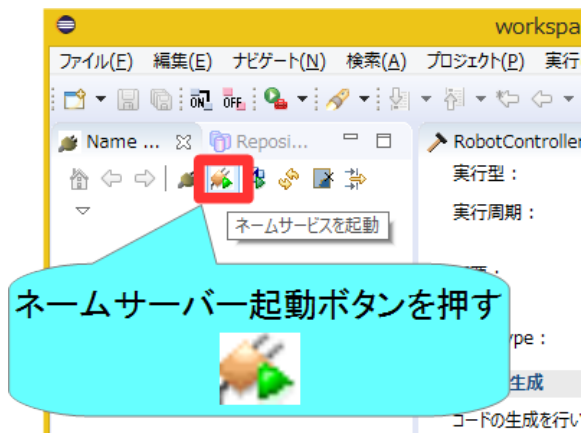 workspa
ファイル(F) 編集(E) ナビゲート(N) 検索(A) プロジェクト(P) 実行
OFF
Name ... Reposi... RobotController
実行型：
ネームサービスを起動
実行周期：
ネームサーバー起動ボタンを押す
ype：
生成
コードの生成を行い